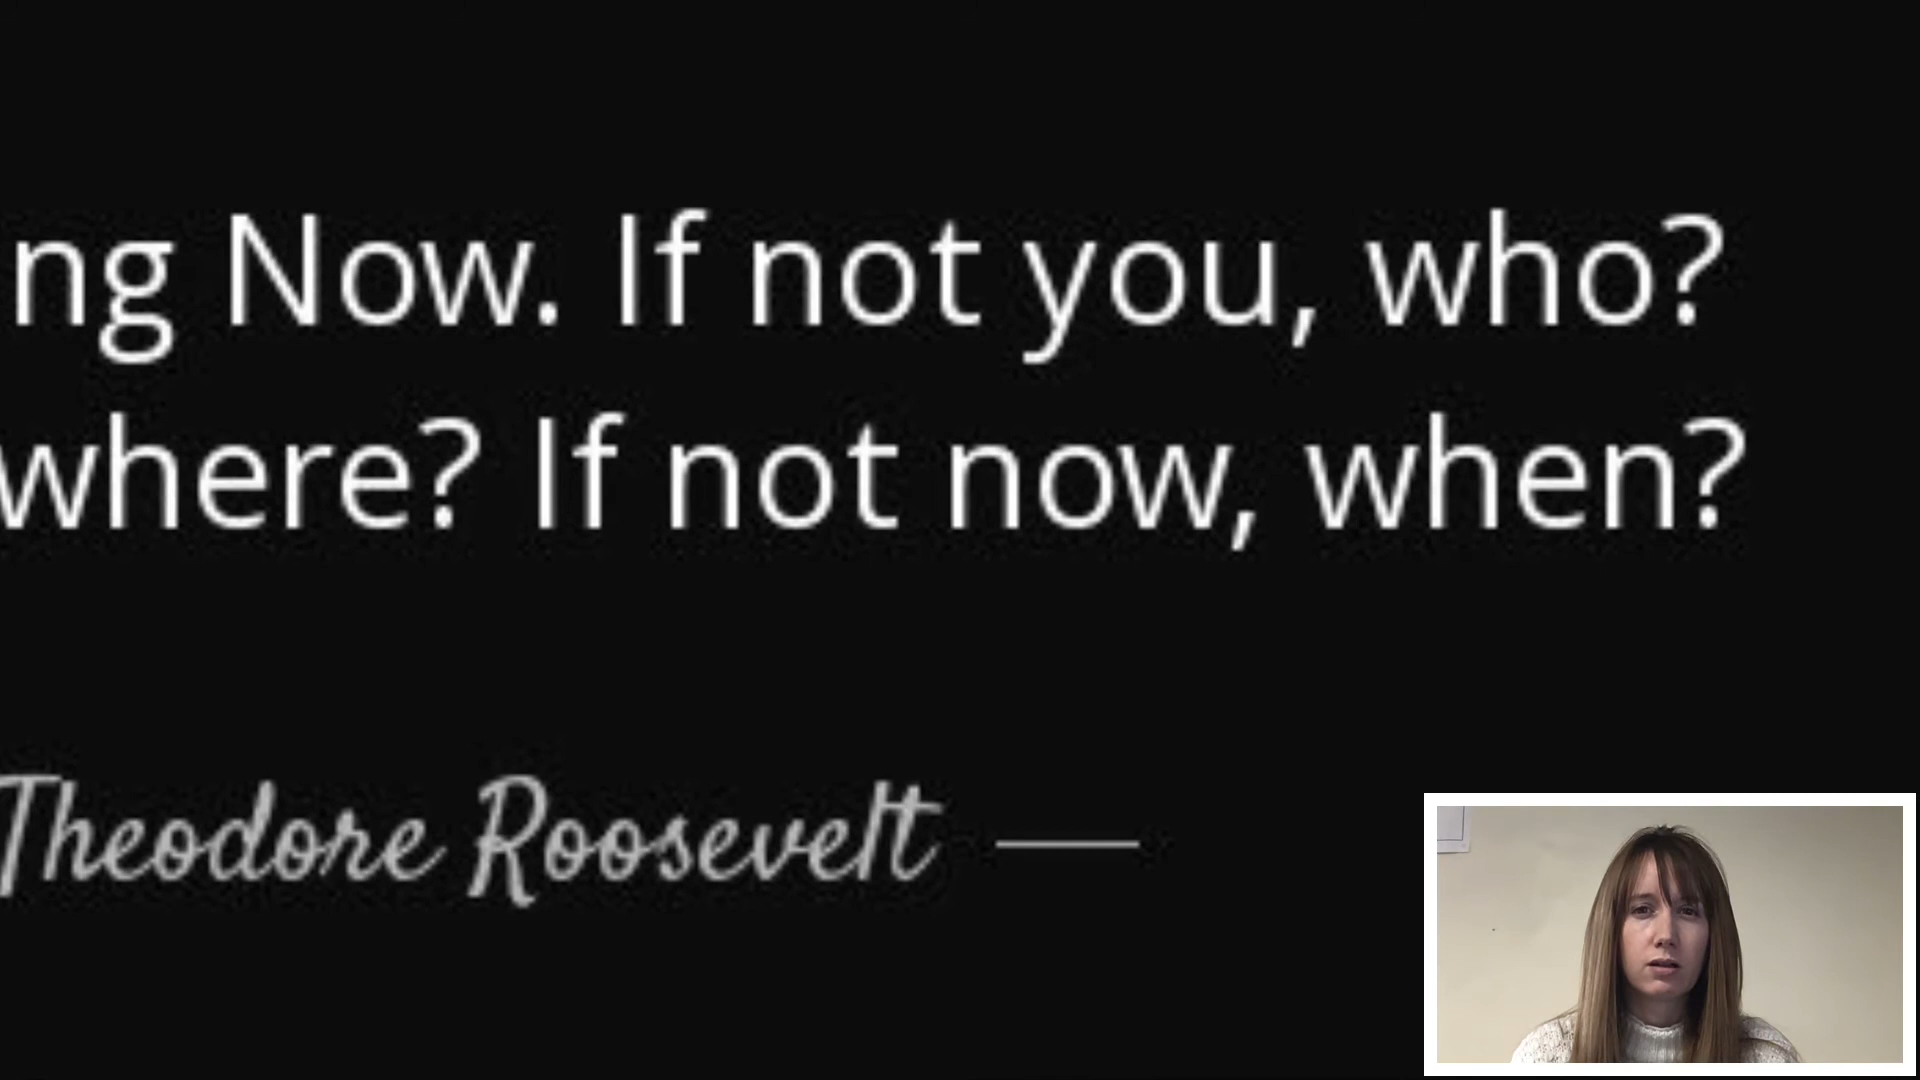 ng Now. If not you, who?
where? If not now, when?
Theodore Roosevelt —